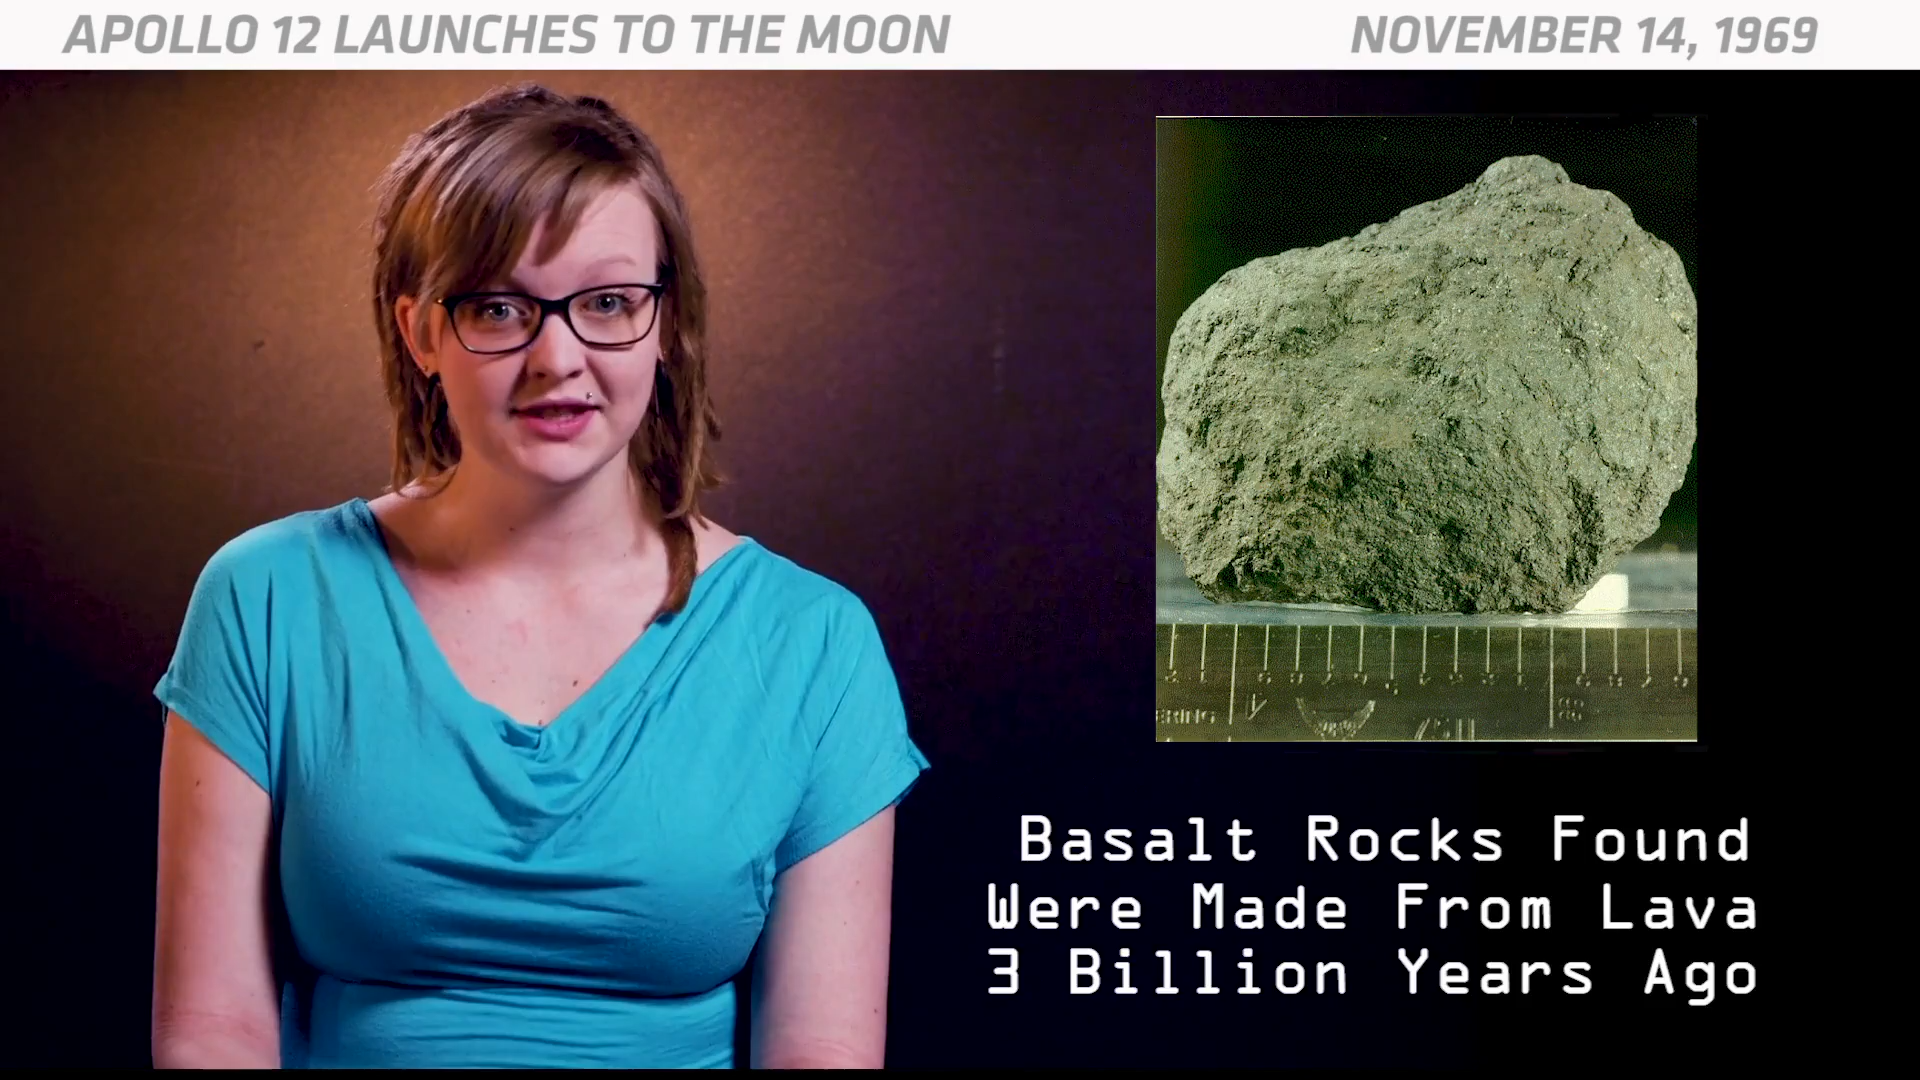 APOLLO 12 LAUNCHES TO THE MOON
NOVEMBER 14, 1969
Basalt Rocks Found
Were Made From Lava
3 Billion Years Ago